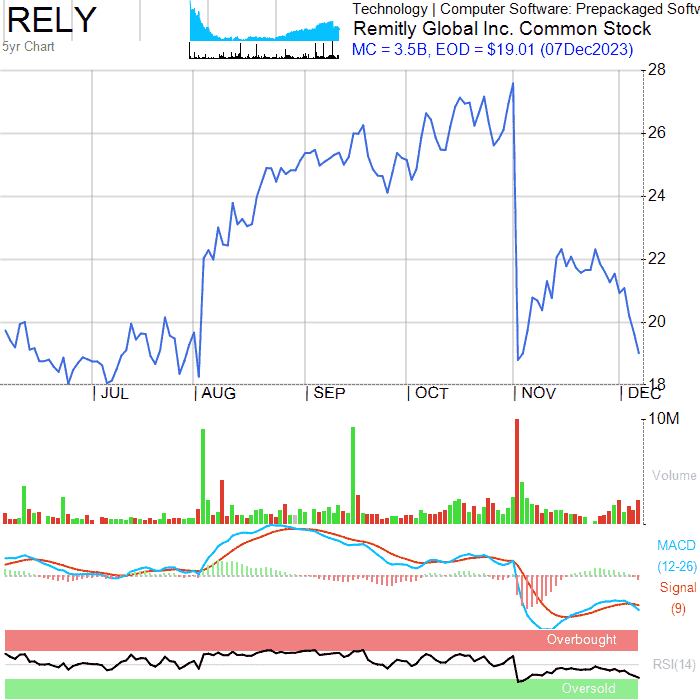 RELY
5yr Chart
Technology | Computer Software: Prepackaged Softw
Remitly Global Inc. Common Stock
MC = 3.5B, EOD = $19.01 (07Dec2023)
28
26
24
22
20
18
JUL AUG SEP OCT NOV DEC
10M
Volume
MACD
(12-26)
Signal
(9)
Overbought
RSI(14)
Oversold